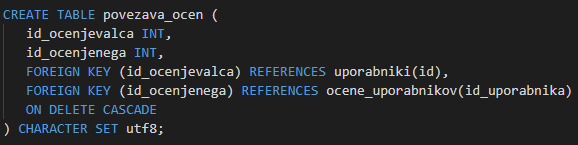 CREATE TABLE povezava_ocen (
id_ocenjevalca INT,
id_ocenjenega INT,
FOREIGN KEY (id_ocenjevalca) REFERENCES uporabniki(id),
FOREIGN KEY (id_ocenjenega) REFERENCES ocene_uporabnikov(id_uporabnika)
ON DELETE CASCADE
) CHARACTER SET utf8;